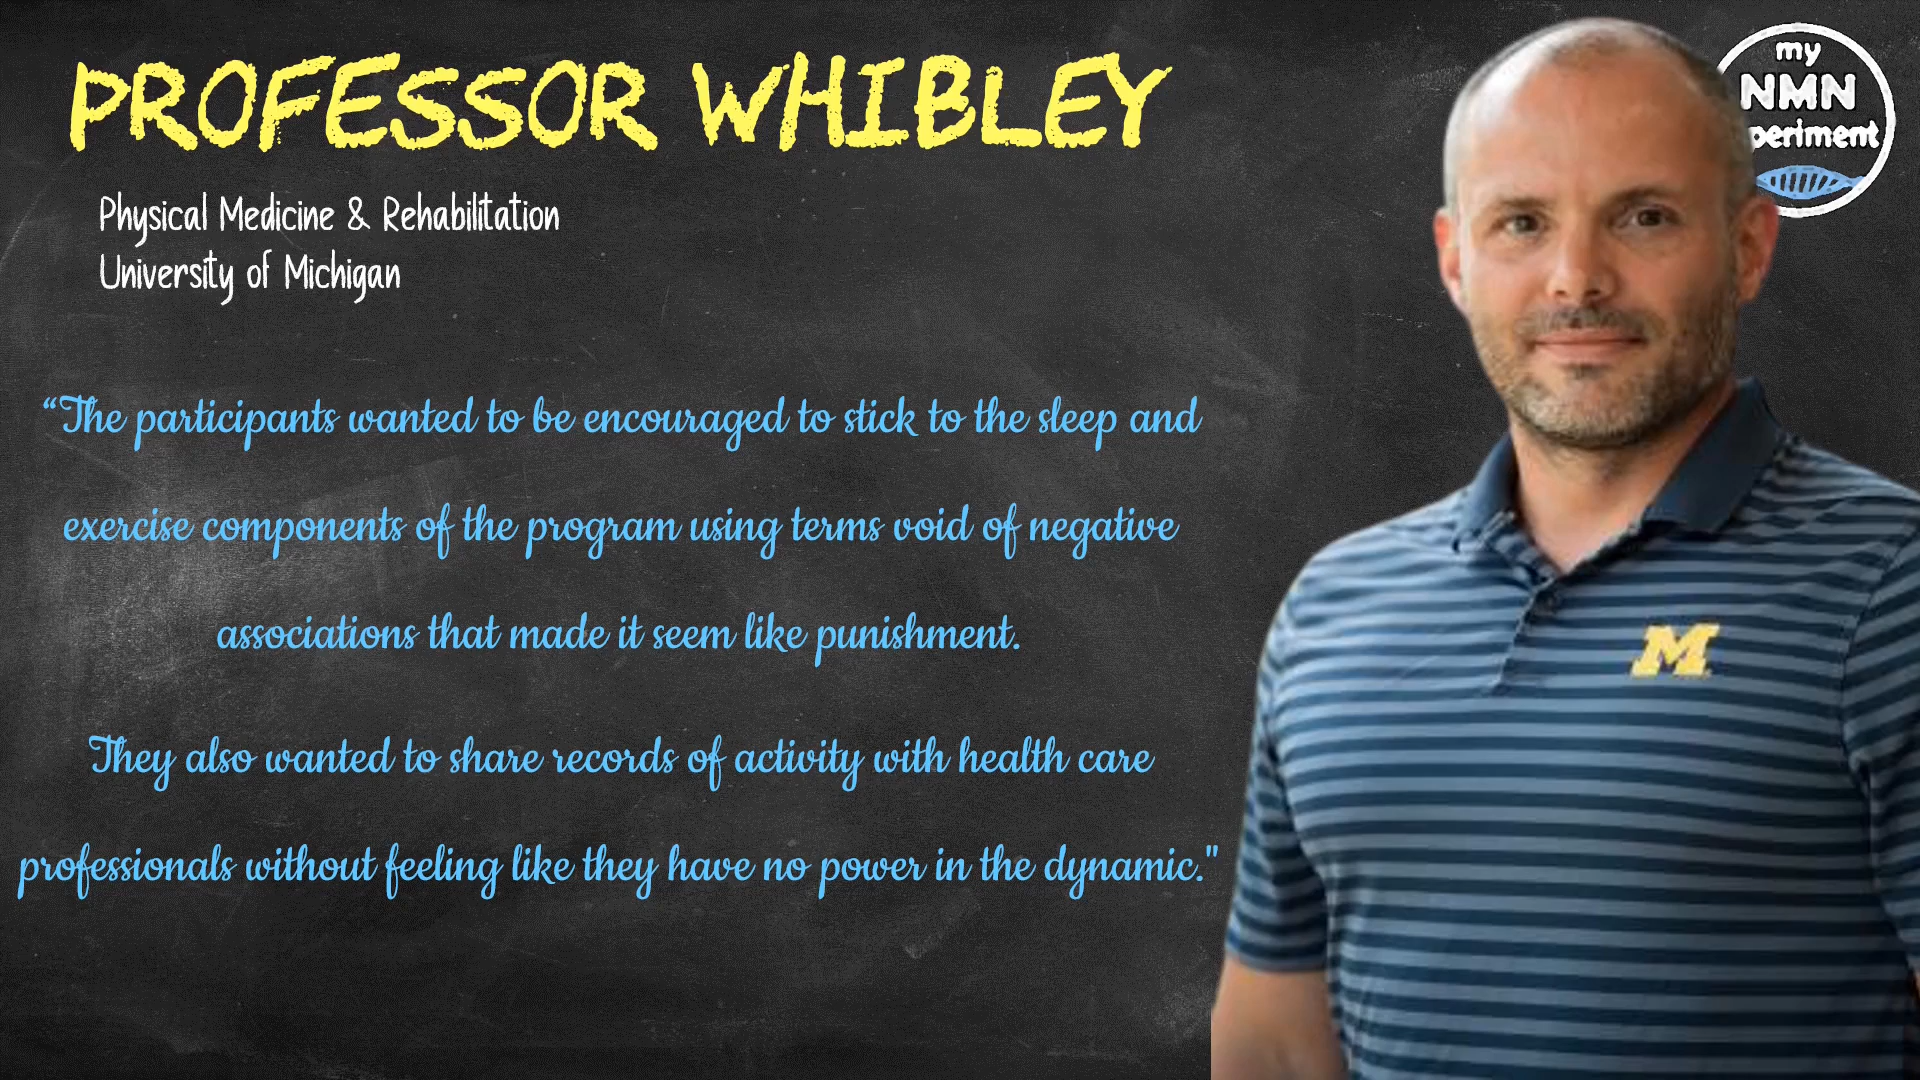 PROFESSOR WHIBLEY
my
NMN
periment
Physical Medicine & Rehabilitation
University of Michigan
“The participants wanted to be encouraged to stick to the sleep and
exercise components of the program using terms void of negative
associations that made it seem like punishment.
They also wanted to share records of activity with health care
professionals without feeling like they have no power in the dynamic."
M